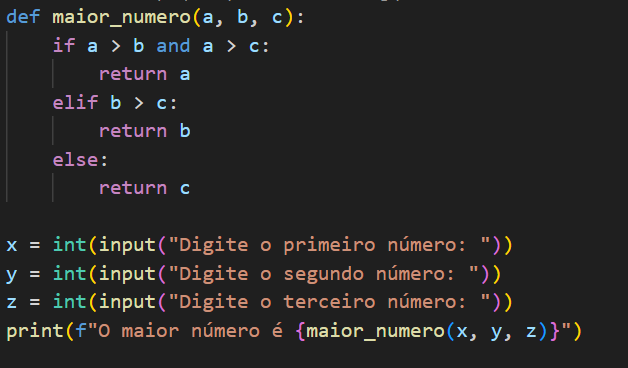 def maior_numero(a, b, c):
    if a > b and a > c:
        return a
    elif b > c:
        return b
    else:
        return c

x = int(input("Digite o primeiro número: "))
y = int(input("Digite o segundo número: "))
z = int(input("Digite o terceiro número: "))
print(f"O maior número é {maior_numero(x, y, z)}")